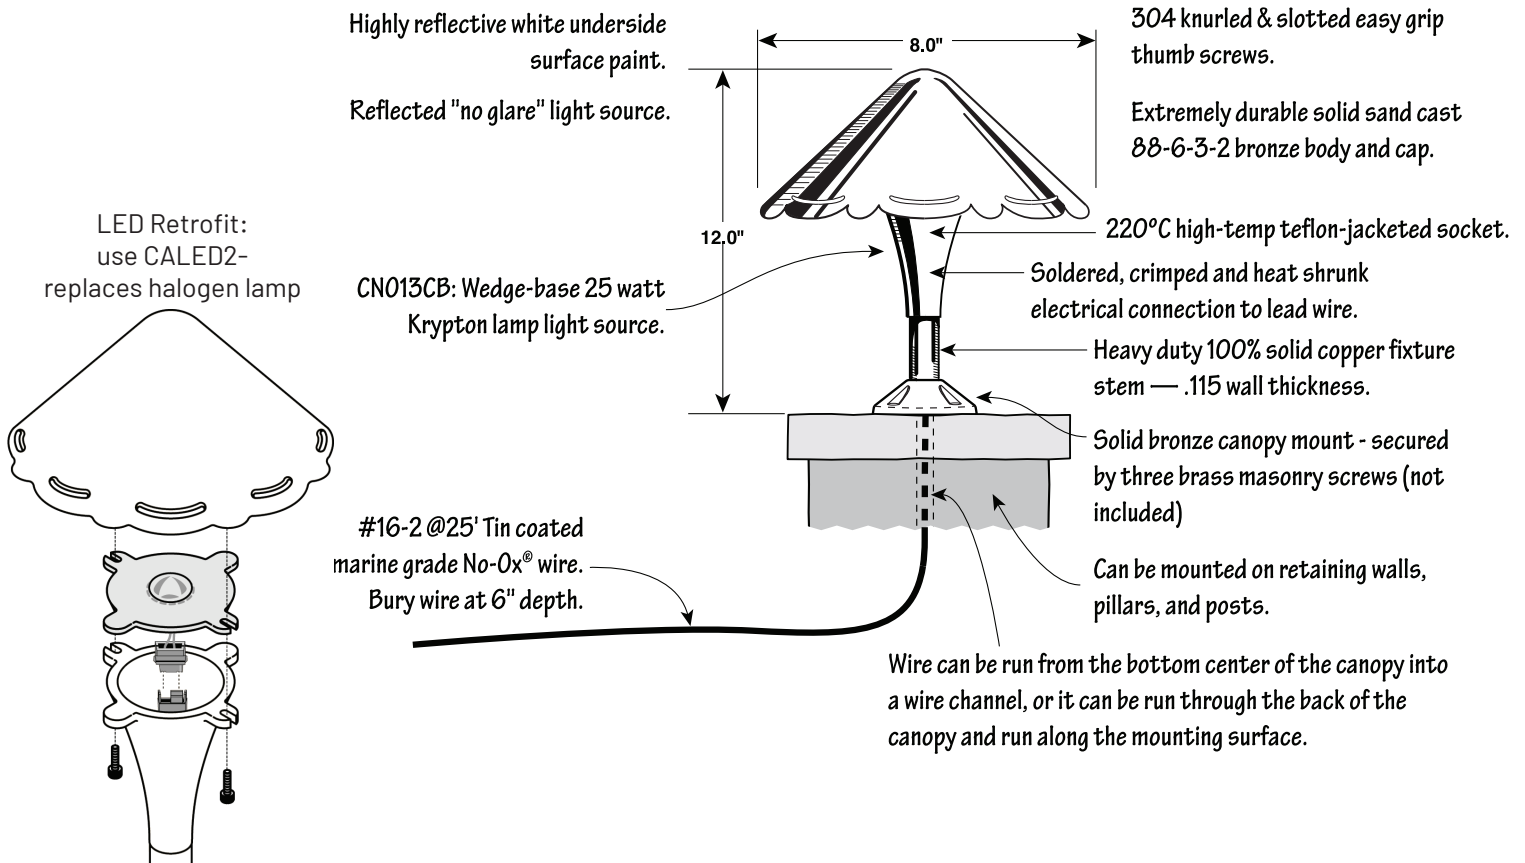 Highly reflective white underside
surface paint.
Reflected "no glare" light source.
8.0"
304 knurled & slotted easy grip
thumb screws.
Extremely durable solid sand cast
88-6-3-2 bronze body and cap.
LED Retrofit:
use CALED2-
replaces halogen lamp
12.0"
220ºC high-temp teflon-jacketed socket.
CN013CB: Wedge-base 25 watt
Krypton lamp light source.
Soldered, crimped and heat shrunk
electrical connection to lead wire.
Heavy duty 100% solid copper fixture
stem — .115 wall thickness.
Solid bronze canopy mount - secured
by three brass masonry screws (not
included)
#16-2 @25' Tin coated
marine grade No-Ox® wire.
Bury wire at 6" depth.
Can be mounted on retaining walls,
pillars, and posts.
Wire can be run from the bottom center of the canopy into
a wire channel, or it can be run through the back of the
canopy and run along the mounting surface.